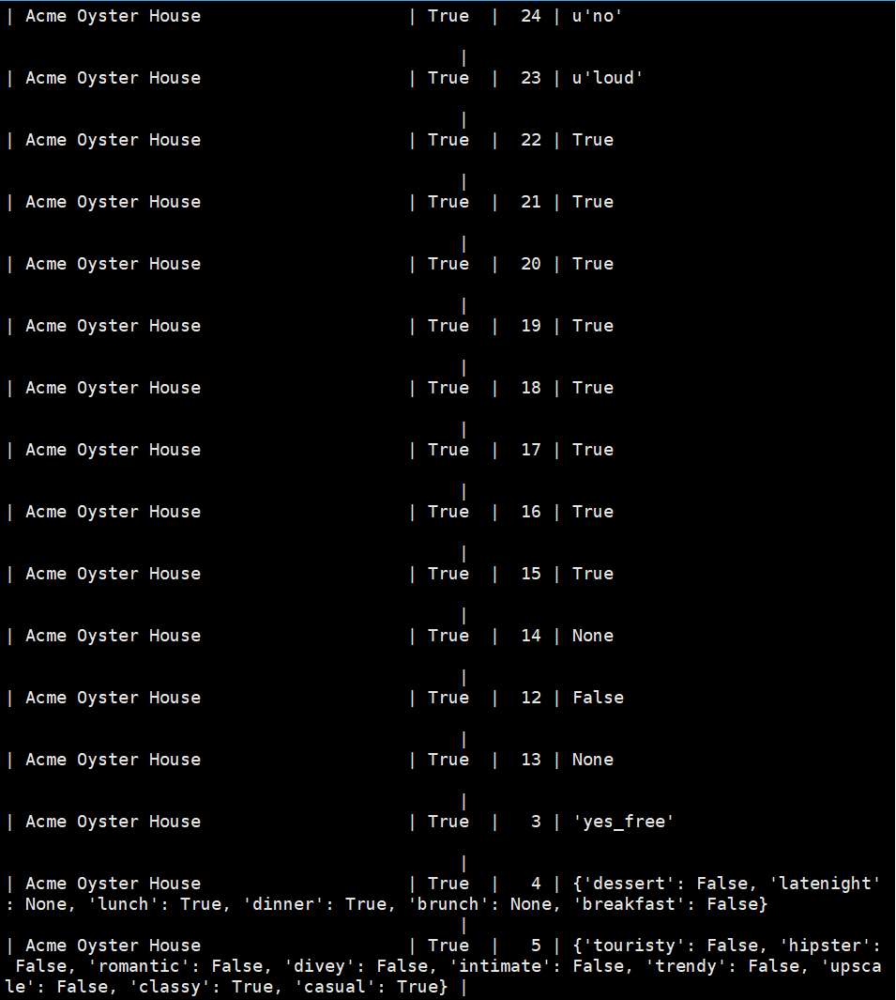 | Acme Oyster House                    | True  |  24 | u'no'
                                            |
| Acme Oyster House                    | True  |  23 | u'loud'
                                            |
| Acme Oyster House                    | True  |  22 | True
                                            |
| Acme Oyster House                    | True  |  21 | True
                                            |
| Acme Oyster House                    | True  |  20 | True
                                            |
| Acme Oyster House                    | True  |  19 | True
                                            |
| Acme Oyster House                    | True  |  18 | True
                                            |
| Acme Oyster House                    | True  |  17 | True
                                            |
| Acme Oyster House                    | True  |  16 | True
                                            |
| Acme Oyster House                    | True  |  15 | True
                                            |
| Acme Oyster House                    | True  |  14 | None
                                            |
| Acme Oyster House                    | True  |  12 | False
                                            |
| Acme Oyster House                    | True  |  13 | None
                                            |
| Acme Oyster House                    | True  |   3 | 'yes_free'
                                            |
| Acme Oyster House                    | True  |   4 | {'dessert': False, 'latenight'
: None, 'lunch': True, 'dinner': True, 'brunch': None, 'breakfast': False}
                                            |
| Acme Oyster House                    | True  |   5 | {'touristy': False, 'hipster':
 False, 'romantic': False, 'divey': False, 'intimate': False, 'trendy': False, 'upsca
le': False, 'classy': True, 'casual': True} |